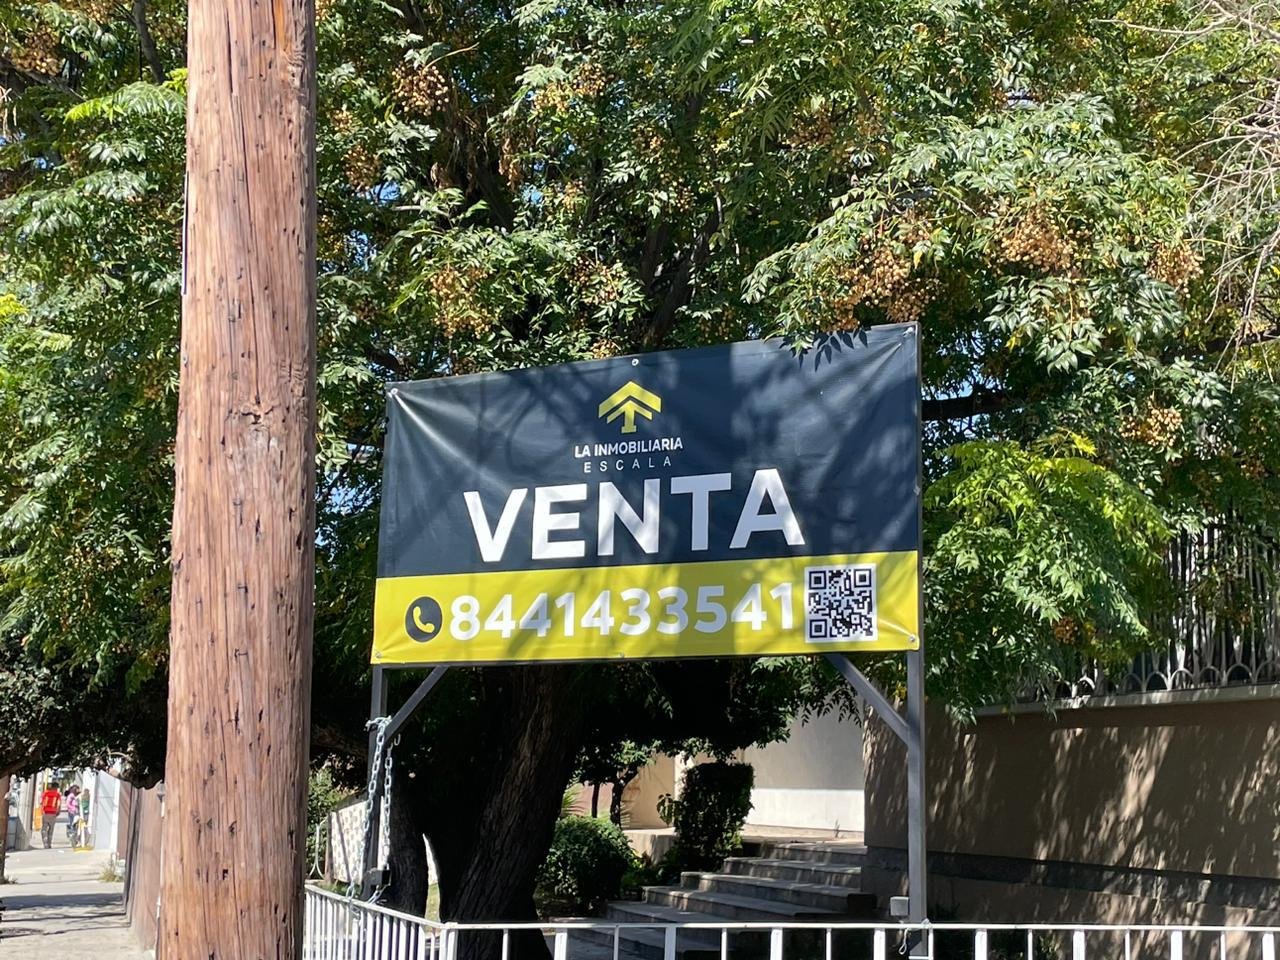 LA INMOBILIARIA
ESCALA
VENTA
8441433541